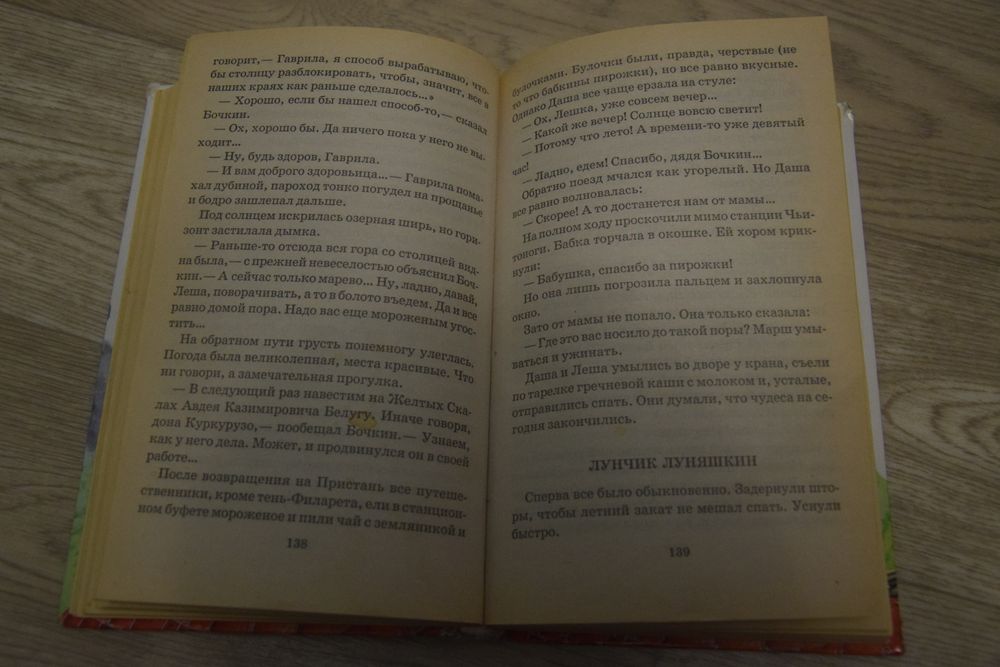 говорит,— Гаврила, я способ вырабатываю, что-
бы столицу разблокировать, чтобы, значит, все в
наших краях как раньше сделалось...»
— Хорошо, если бы нашел способ-то,— сказал
Бочкин.
— Ох, хорошо бы. Да ничего пока у него не вы-
ходит...
— Ну, будь здоров, Гаврила.
— И вам доброго здоровьица...— Гаврила пома-
хал дубиной, пароход тонко погудел на прощанье
и бодро зашлепал дальше.
Под солнцем искрилась озерная ширь, но гори-
зонт застилала дымка.
— Раньше-то отсюда вся гора со столицей вид-
на была,— с прежней невеселостью объяснил Боч-
кин.— А сейчас только марево... Ну, ладно, давай,
Леша, поворачивать, а то в болото въедем. Да и все
равно домой пора. Надо вас еще мороженым угос-
тить...
На обратном пути грусть понемногу улеглась.
Погода была великолепная, места красивые. Что
ни говори, а замечательная прогулка.
— В следующий раз навестим на Желтых Ска-
лах Авдея Казимировича Белугу. Иначе говоря,
дона Куркурузо,— пообещал Бочкин.— Узнаем,
как у него дела. Может, и продвинулся он в своей
работе...
После возвращения на Пристань все путеше-
ственники, кроме тень-Филарета, ели в станцион-
ном буфете мороженое и пили чай с земляникой и
138
булочками. Булочки были, правда, черствые (не
то что бабкины пирожки), но все равно вкусные.
Однако Даша все чаще ерзала на стуле:
— Ох, Лешка, уже совсем вечер...
— Какой же вечер! Солнце вовсю светит!
— Потому что лето! А времени-то уже девятый
час!
— Ладно, едем! Спасибо, дядя Бочкин...
Обратно поезд мчался как угорелый. Но Даша
все равно волновалась:
— Скорее! А то достанется нам от мамы...
На полном ходу проскочили мимо станции Чьи-
тоноги. Бабка торчала в окошке. Ей хором крик-
нули:
— Бабушка, спасибо за пирожки!
Но она лишь погрозила пальцем и захлопнула
окно.
Зато от мамы не попало. Она только сказала:
— Где это вас носило до такой поры? Марш умы-
ваться и ужинать.
Даша и Леша умылись во дворе у крана, съели
по тарелке гречневой каши с молоком и, усталые,
отправились спать. Они думали, что чудеса на се-
годня закончились.
ЛУНЧИК ЛУНЯШКИН
Сперва все было обыкновенно. Задернули што-
ры, чтобы летний закат не мешал спать. Уснули
быстро.
139